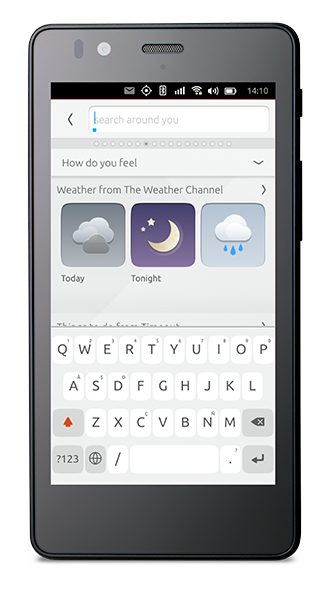 14:10
search around you
How do you feel
Weather from The Weather Channel
Today
Tonight
Things to do from Timeout
Q W E R T Y U I O P
A S D F G H J K L
Z X C V B N M
?123 / .